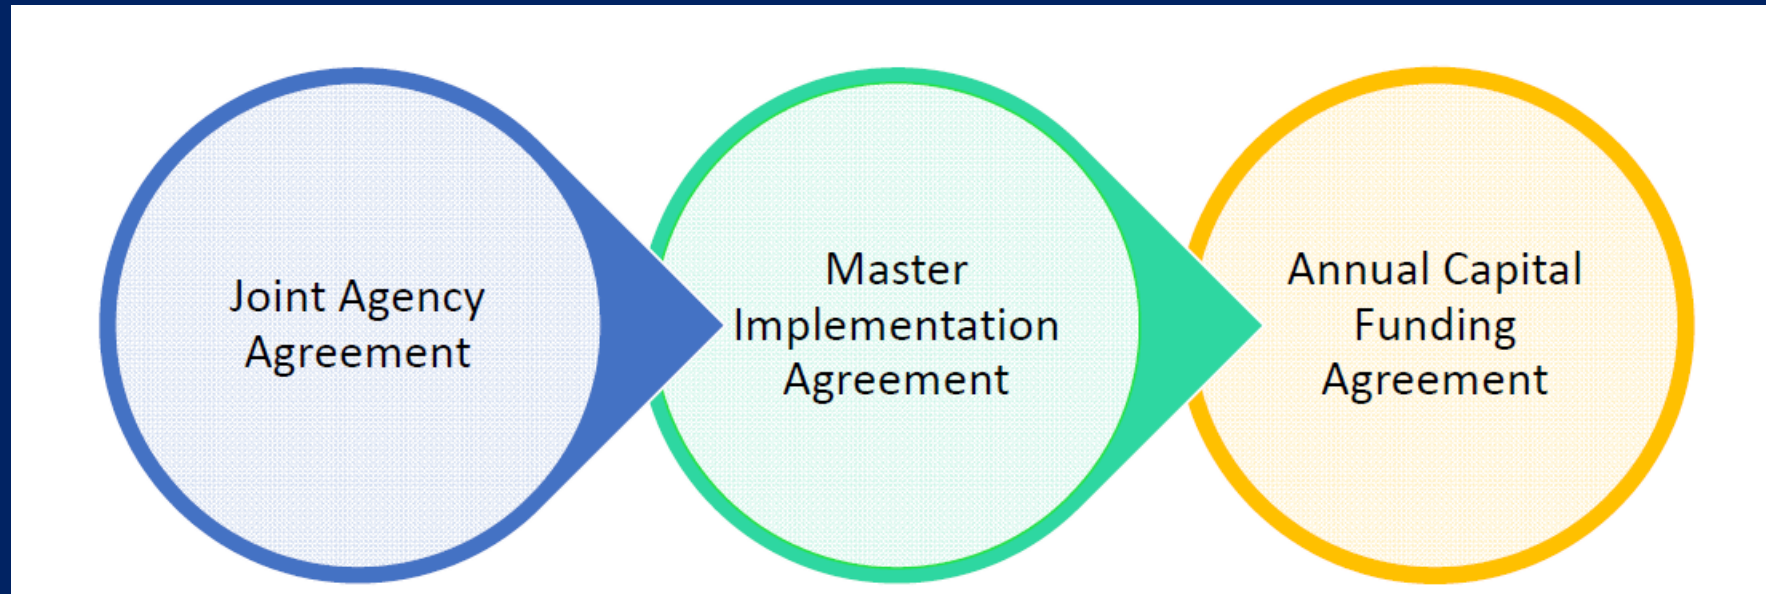 Joint Agency
Agreement
Master
Implementation
Agreement
Annual Capital
Funding
Agreement